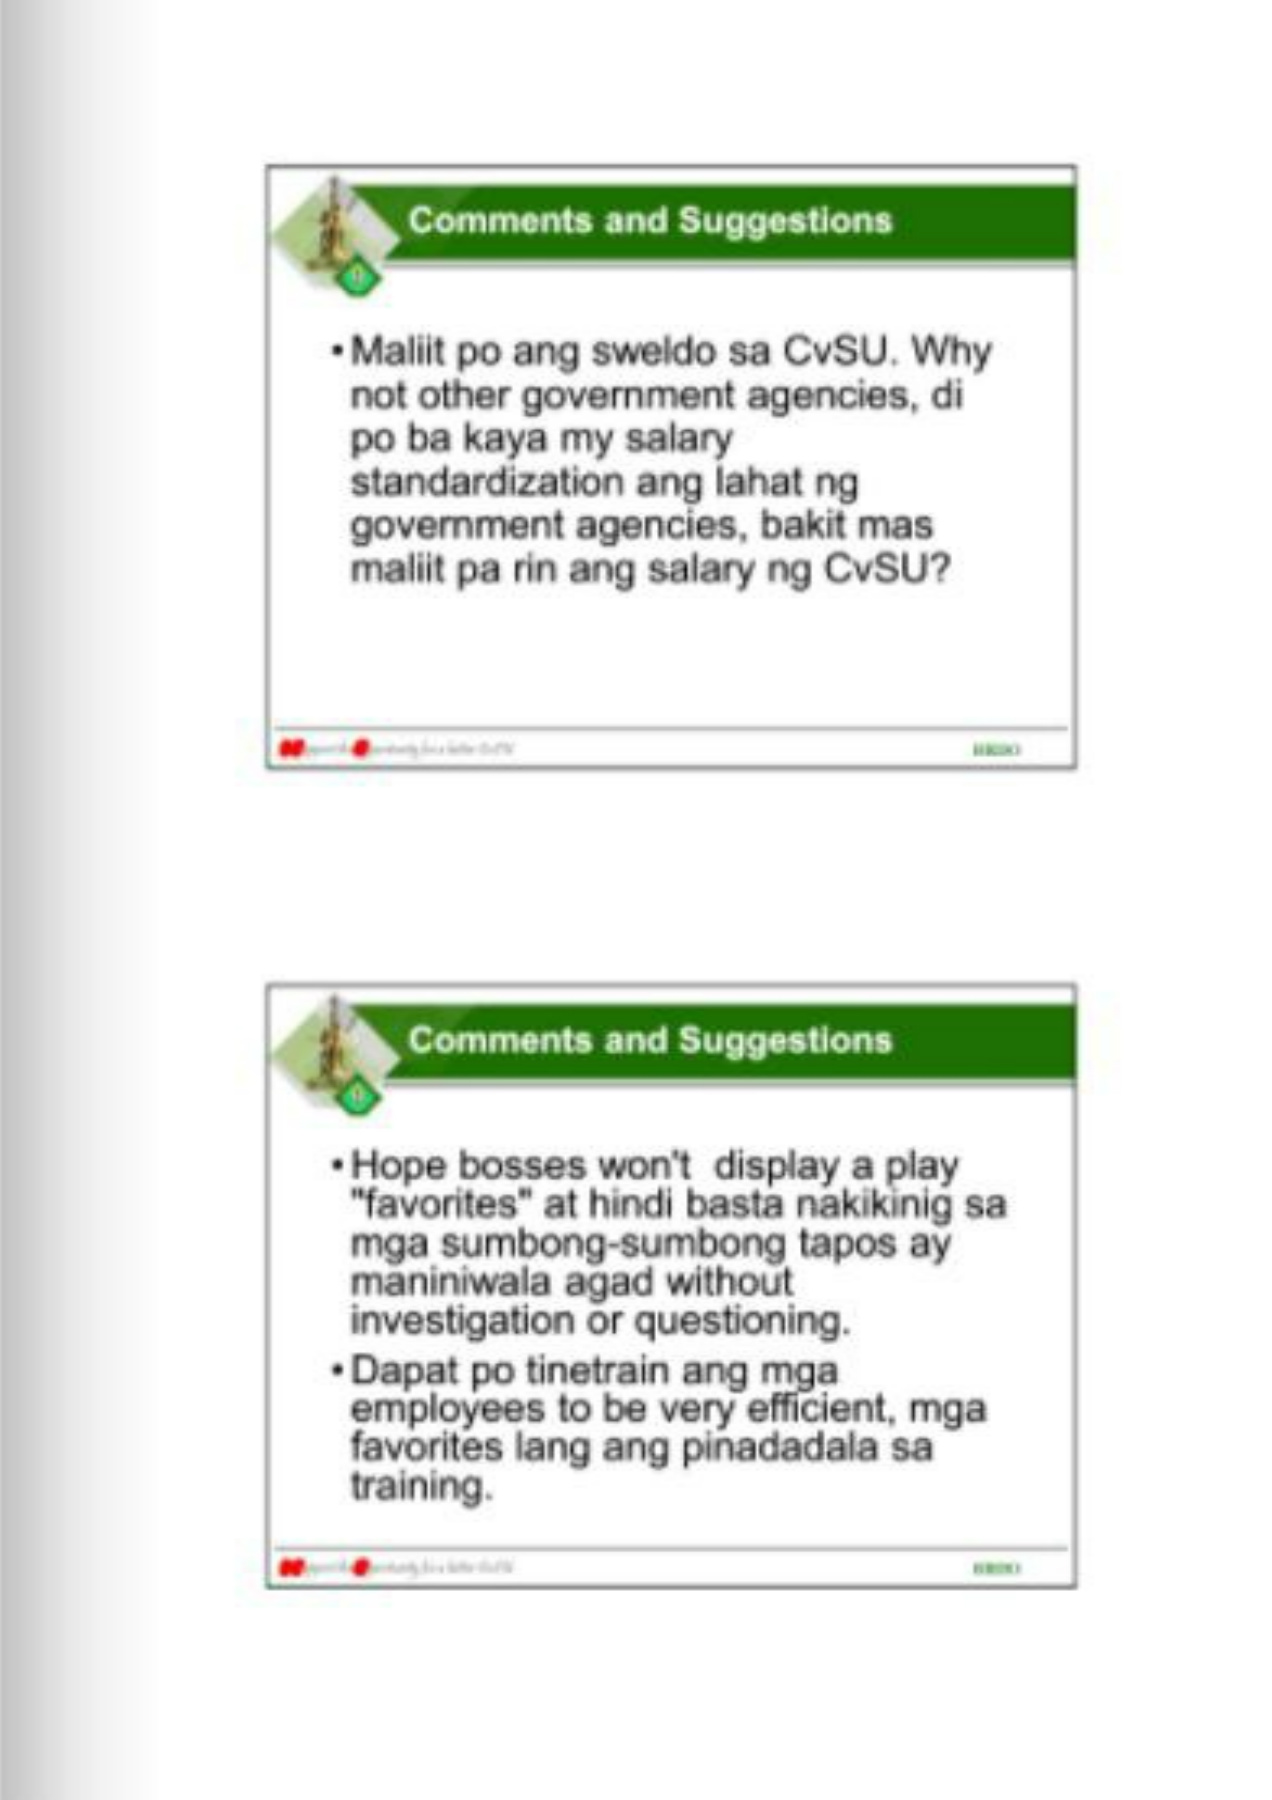 Comments and Suggestions
•Maliit po ang sweldo sa CvSU. Why
not other government agencies, di
po ba kaya my salary
standardization ang lahat ng
government agencies, bakit mas
maliit pa rin ang salary ng CvSU?
Comments and Suggestions
•Hope bosses won't  display a play
"favorites" at hindi basta nakikinig sa
mga sumbong-sumbong tapos ay
maniniwala agad without
investigation or questioning.
•Dapat po tinetrain ang mga
employees to be very efficient, mga
favorites lang ang pinadadala sa
training.